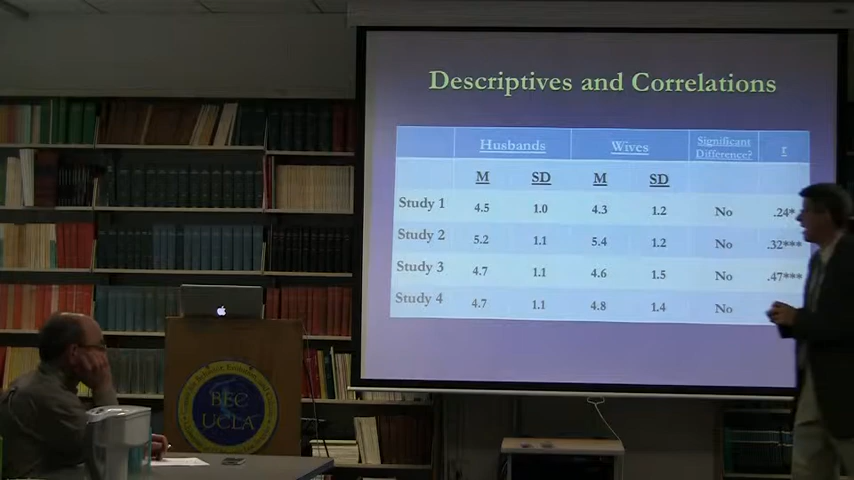 Descriptives and Correlations
Husbands Wives Significant Difference? r
M SD M SD
Study 1 4.5 1.0 4.3 1.2 No .24*
Study 2 5.2 1.1 5.4 1.2 No .32***
Study 3 4.7 1.1 4.6 1.5 No .47***
Study 4 4.7 1.1 4.8 1.4 No
BEC
UCLA